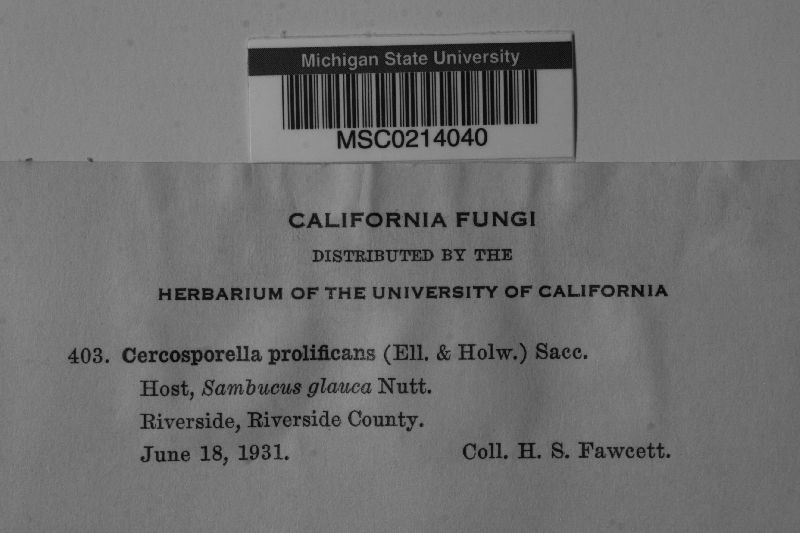 Michigan State University
MSC0214040
CALIFORNIA FUNGI
DISTRIBUTED BY THE
HERBARIUM OF THE UNIVERSITY OF CALIFORNIA
403. Cercosporella prolificans (Ell. & Holw.) Sacc.
Host, Sambucus glauca Nutt.
Riverside, Riverside County.
June 18, 1931. Coll. H. S. Fawcett.